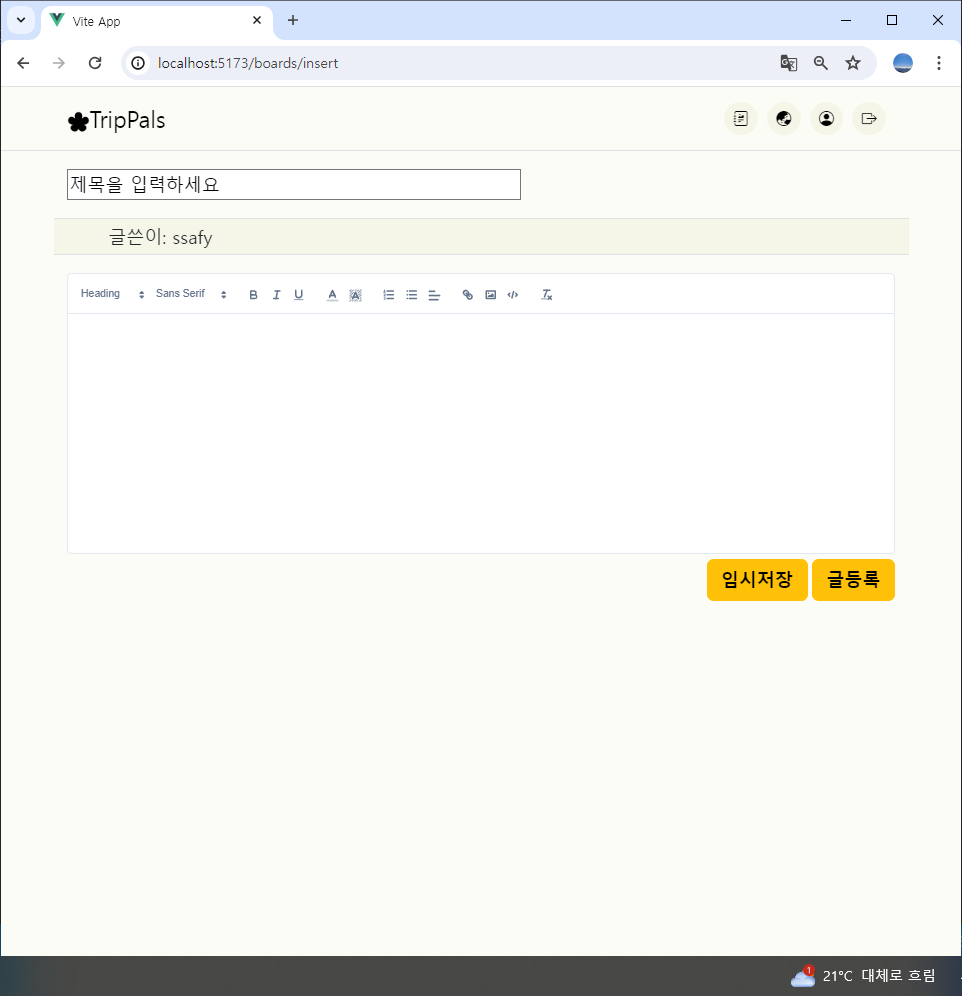 Vite App
localhost:5173/boards/insert
TripPals
제목을 입력하세요
글쓴이: ssafy
Heading Sans Serif B I U A A
임시저장 글등록
1 21°C 대체로 흐림